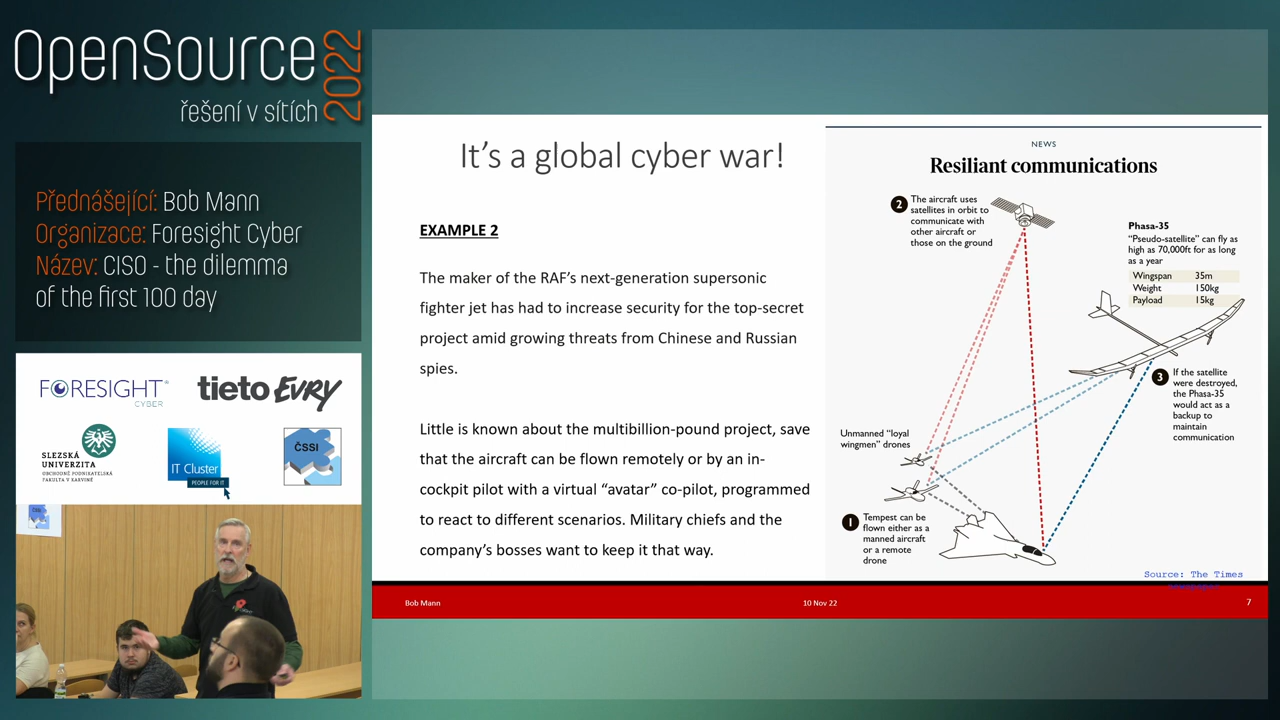 OpenSource
řešení v sítích
2022
Přednášející: Bob Mann
Organizace: Foresight Cyber
Název: CISO - the dilemma
of the first 100 day
FORESIGHT
CYBER
tieto EVRY
SLEZSKÁ
UNIVERZITA
OBCHODNĚ PODNIKATELSKÁ
FAKULTA V KARVINÉ
IT Cluster
PEOPLE FOR IT
ČSSI
It's a global cyber war!
EXAMPLE 2
The maker of the RAF's next-generation supersonic
fighter jet has had to increase security for the top-secret
project amid growing threats from Chinese and Russian
spies.
Little is known about the multibillion-pound project, save
that the aircraft can be flown remotely or by an in-
cockpit pilot with a virtual “avatar” co-pilot, programmed
to react to different scenarios. Military chiefs and the
company's bosses want to keep it that way.
NEWS
Resiliant communications
2 The aircraft uses
satellites in orbit to
communicate with
other aircraft or
those on the ground
Phasa-35
“Pseudo-satellite” can fly as
high as 70,000ft for as long
as a year
Wingspan 35m
Weight 150kg
Payload 15kg
3 If the satellite
were destroyed,
the Phasa-35
would act as a
backup to
maintain
communication
Unmanned “loyal
wingmen” drones
1 Tempest can be
flown either as a
manned aircraft
or a remote
drone
Source: The Times
Bob Mann
10 Nov 22
7